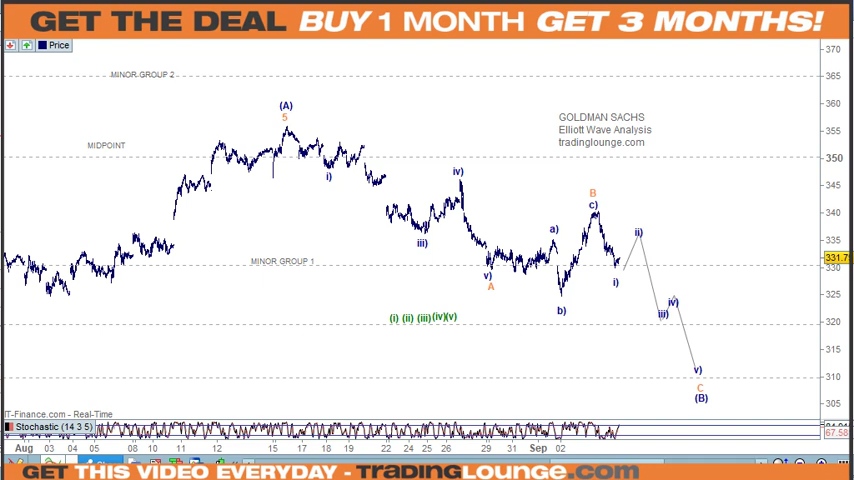 GET THE DEAL BUY 1 MONTH GET 3 MONTHS!
Price
370
MINOR GROUP 2
365
360
(A)
5
GOLDMAN SACHS
Elliott Wave Analysis
tradinglounge.com
355
MIDPOINT
350
i)
iv)
345
B
c)
340
iii)
a)
ii)
335
MINOR GROUP 1
331.7
330
v)
A
i)
325
b)
iv)
(i) (ii) (iii) (iv) (v)
iii)
320
315
v)
310
C
(B)
305
IT-Finance.com - Real-Time
Stochastic (14 3 5)
67.58
Aug 03 04 05 08 09 10 11 12 15 16 17 18 19 22 23 24 25 26 29 31 Sep 02
GET THIS VIDEO EVERYDAY - TRADINGLOUNGE.com